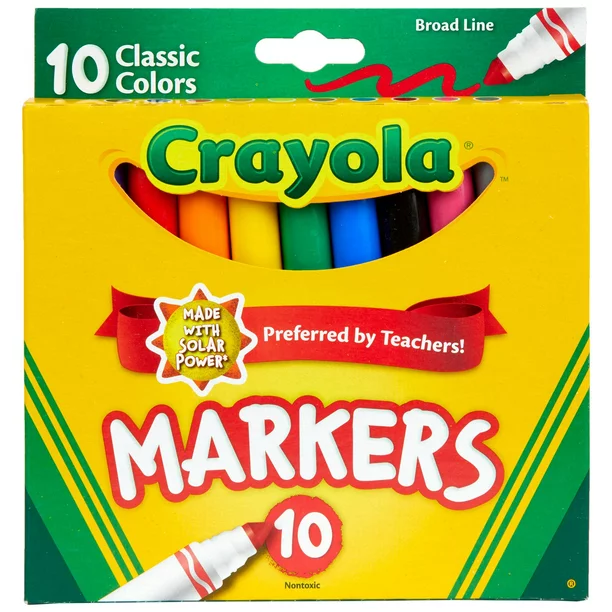 10 Classic
Colors
Broad Line
Crayola®
™
MADE
WITH
SOLAR
POWER*
Preferred by Teachers!
MARKERS
10
Nontoxic
®